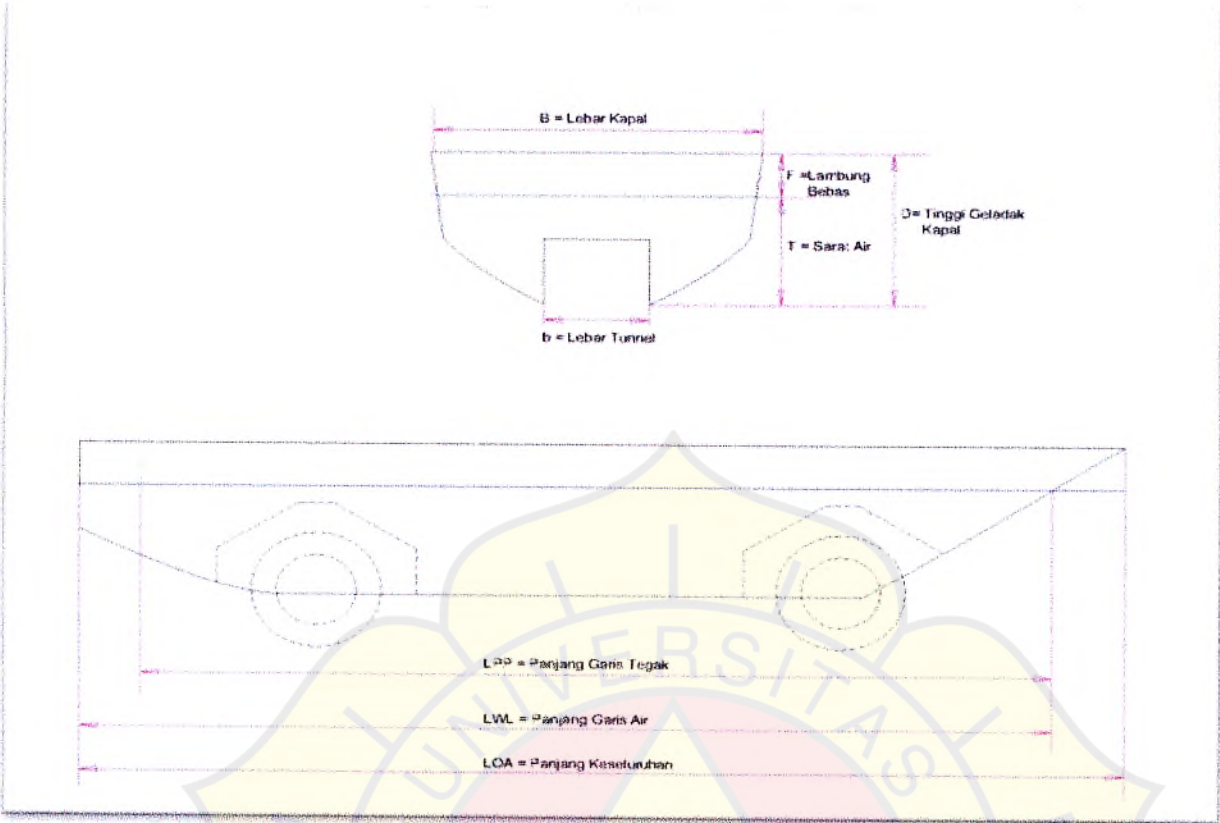 B = Lebar Kapal
F =Lambung
Bebas
D= Tinggi Geladak
Kapal
T = Sarat Air
b = Lebar Tunnel
LPP = Panjang Garis Tegak
LWL = Panjang Garis Air
LOA = Panjang Keseluruhan
UNIVERSITAS